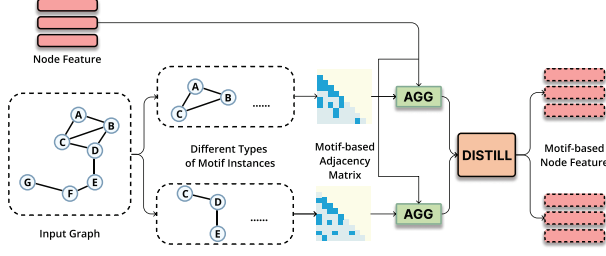 Node Feature
A
B
C
D
E
F
G
Input Graph
A
B
C
......
Different Types
of Motif Instances
C
D
E
......
Motif-based
Adjacency
Matrix
AGG
AGG
DISTILL
Motif-based
Node Feature